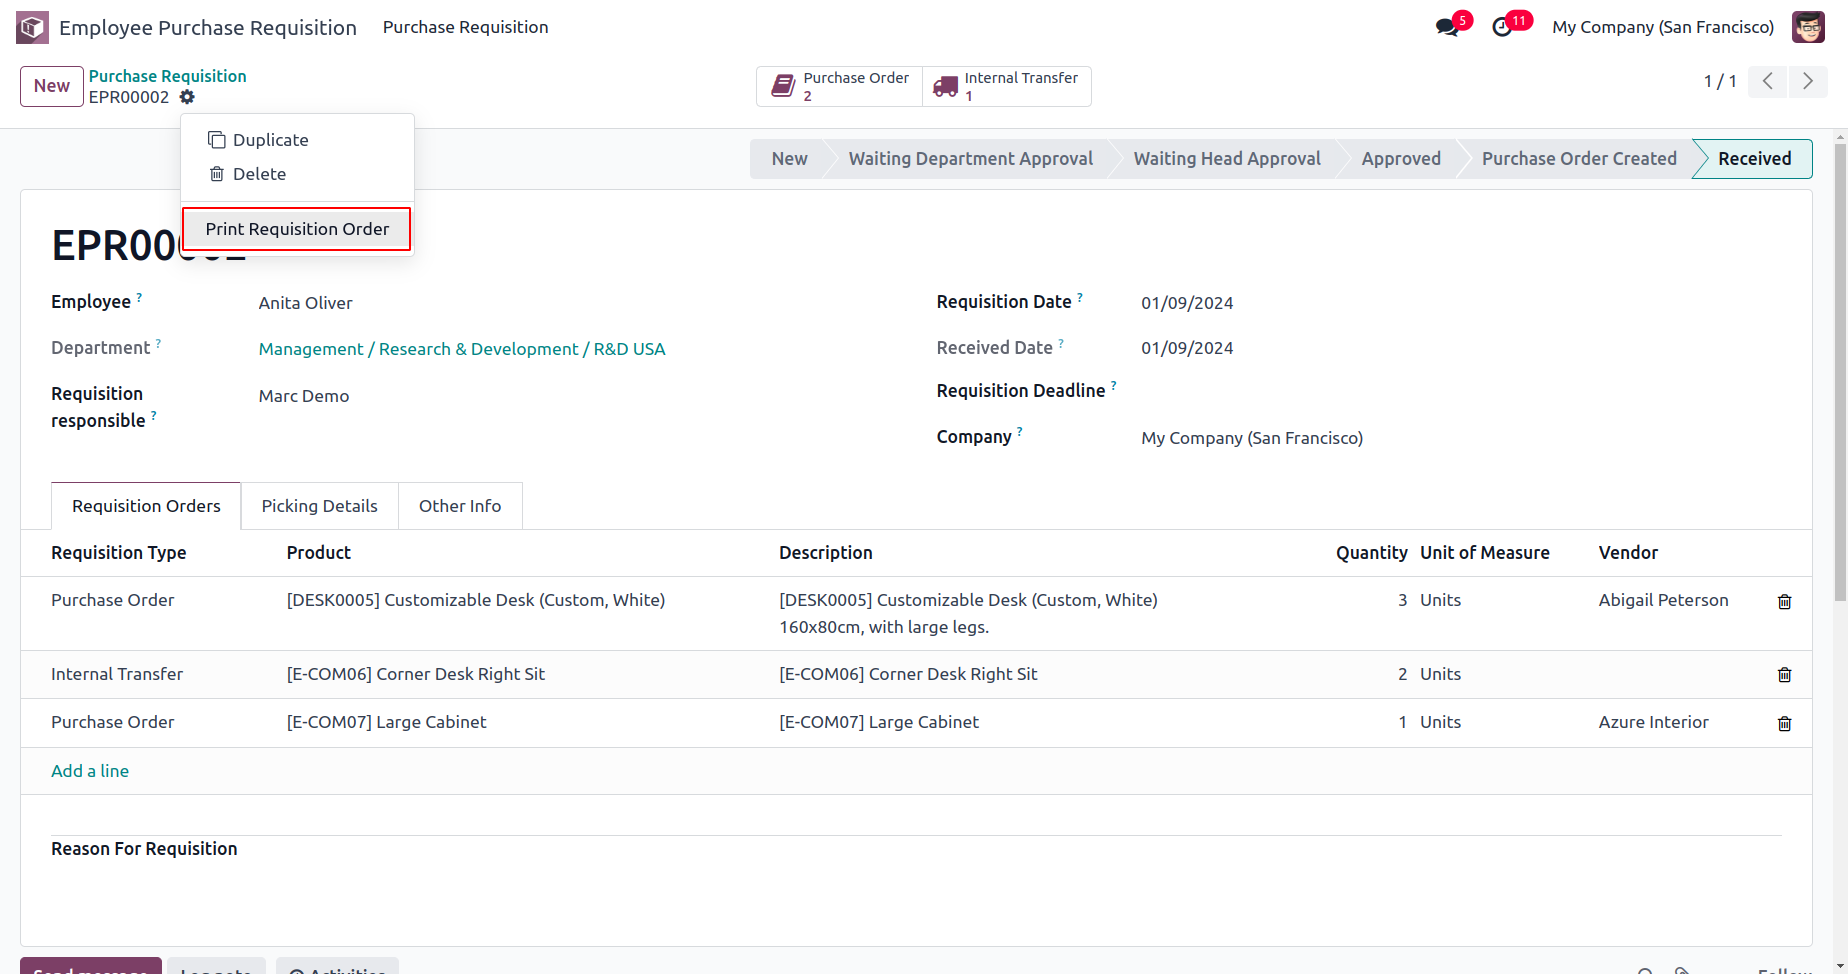 Employee Purchase Requisition
Purchase Requisition
5
11
My Company (San Francisco)
New
Purchase Requisition
EPR00002
Purchase Order
2
Internal Transfer
1
1 / 1
Duplicate
Delete
Print Requisition Order
New
Waiting Department Approval
Waiting Head Approval
Approved
Purchase Order Created
Received
EPR00002
Employee ?
Anita Oliver
Department ?
Management / Research & Development / R&D USA
Requisition
responsible ?
Marc Demo
Requisition Date ?
01/09/2024
Received Date ?
01/09/2024
Requisition Deadline ?
Company ?
My Company (San Francisco)
Requisition Orders
Picking Details
Other Info
Requisition Type Product Description Quantity Unit of Measure Vendor
Purchase Order [DESK0005] Customizable Desk (Custom, White) [DESK0005] Customizable Desk (Custom, White) 3 Units Abigail Peterson
160x80cm, with large legs.
Internal Transfer [E-COM06] Corner Desk Right Sit [E-COM06] Corner Desk Right Sit 2 Units
Purchase Order [E-COM07] Large Cabinet [E-COM07] Large Cabinet 1 Units Azure Interior
Add a line
Reason For Requisition
Send message
Log note
Activities
Follow